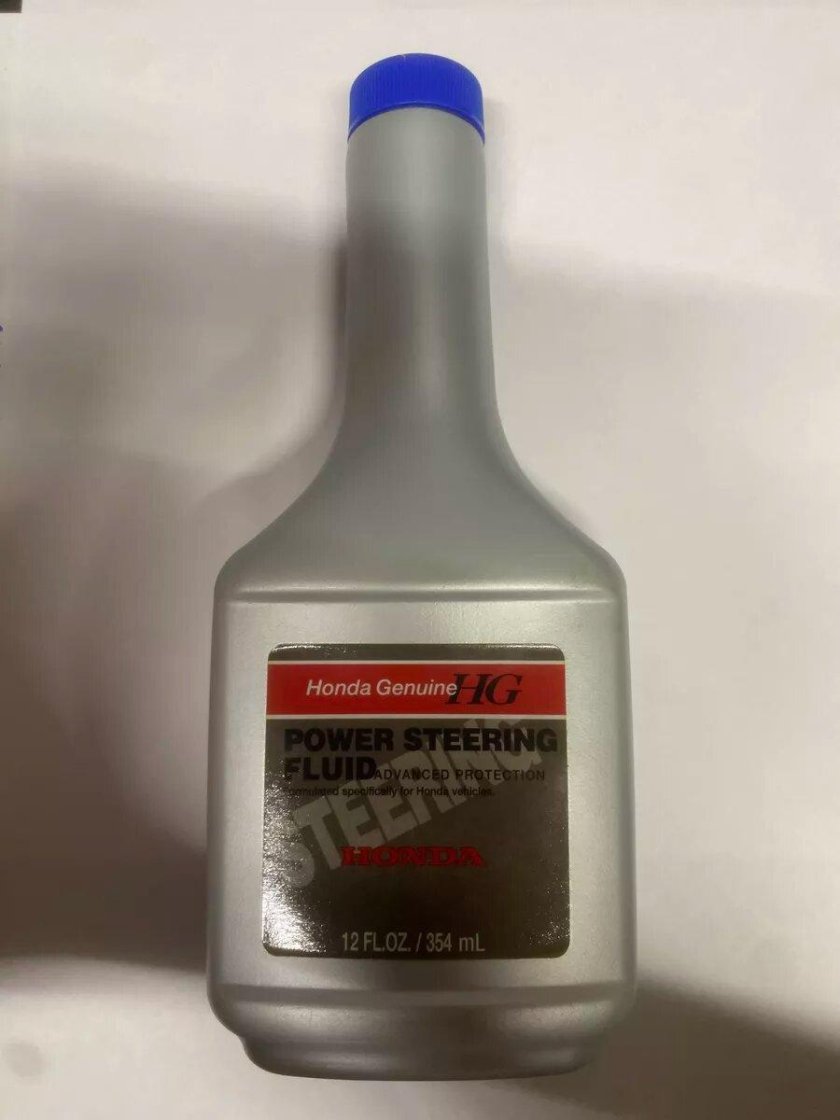 Honda Genuine HG
POWER STEERING
FLUID ADVANCED PROTECTION
Formulated specifically for Honda vehicles.
STEERING
HONDA
12 FL.OZ. / 354 mL